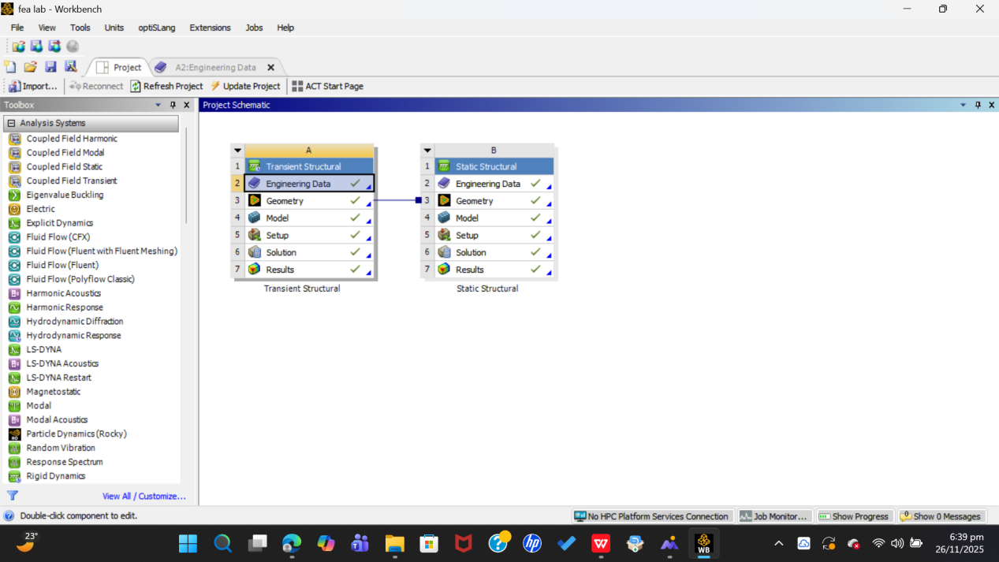 fea lab - Workbench
File View Tools Units optiSLang Extensions Jobs Help
Project A2:Engineering Data
Import... Reconnect Refresh Project Update Project ACT Start Page
Toolbox
Project Schematic
Analysis Systems
Coupled Field Harmonic
Coupled Field Modal
Coupled Field Static
Coupled Field Transient
Eigenvalue Buckling
Electric
Explicit Dynamics
Fluid Flow (CFX)
Fluid Flow (Fluent with Fluent Meshing)
Fluid Flow (Fluent)
Fluid Flow (Polyflow Classic)
Harmonic Acoustics
Harmonic Response
Hydrodynamic Diffraction
Hydrodynamic Response
LS-DYNA
LS-DYNA Acoustics
LS-DYNA Restart
Magnetostatic
Modal
Modal Acoustics
Particle Dynamics (Rocky)
Random Vibration
Response Spectrum
Rigid Dynamics
View All / Customize...
A
1 Transient Structural
2 Engineering Data
3 Geometry
4 Model
5 Setup
6 Solution
7 Results
Transient Structural
B
1 Static Structural
2 Engineering Data
3 Geometry
4 Model
5 Setup
6 Solution
7 Results
Static Structural
Double-click component to edit.
No HPC Platform Services Connection Job Monitor... Show Progress Show 0 Messages
23°
WB
6:39 pm
26/11/2025